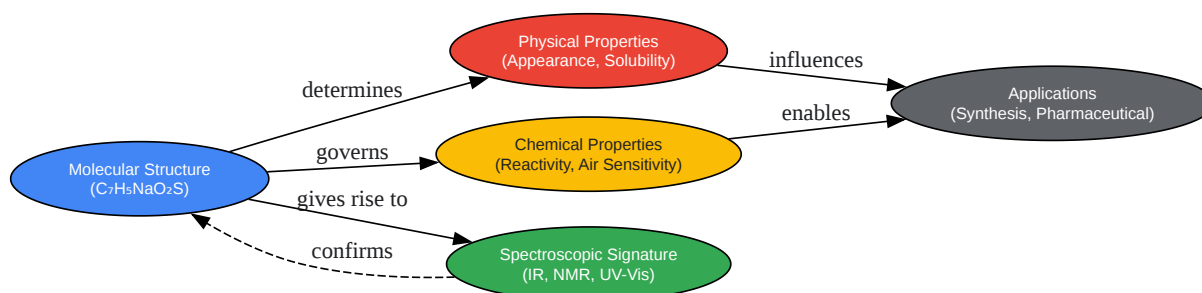 Physical Properties
(Appearance, Solubility)
influences
determines
Applications
(Synthesis, Pharmaceutical)
enables
Chemical Properties
(Reactivity, Air Sensitivity)
governs
Molecular Structure
(C₇H₅NaO₂S)
gives rise to
confirms
Spectroscopic Signature
(IR, NMR, UV-Vis)